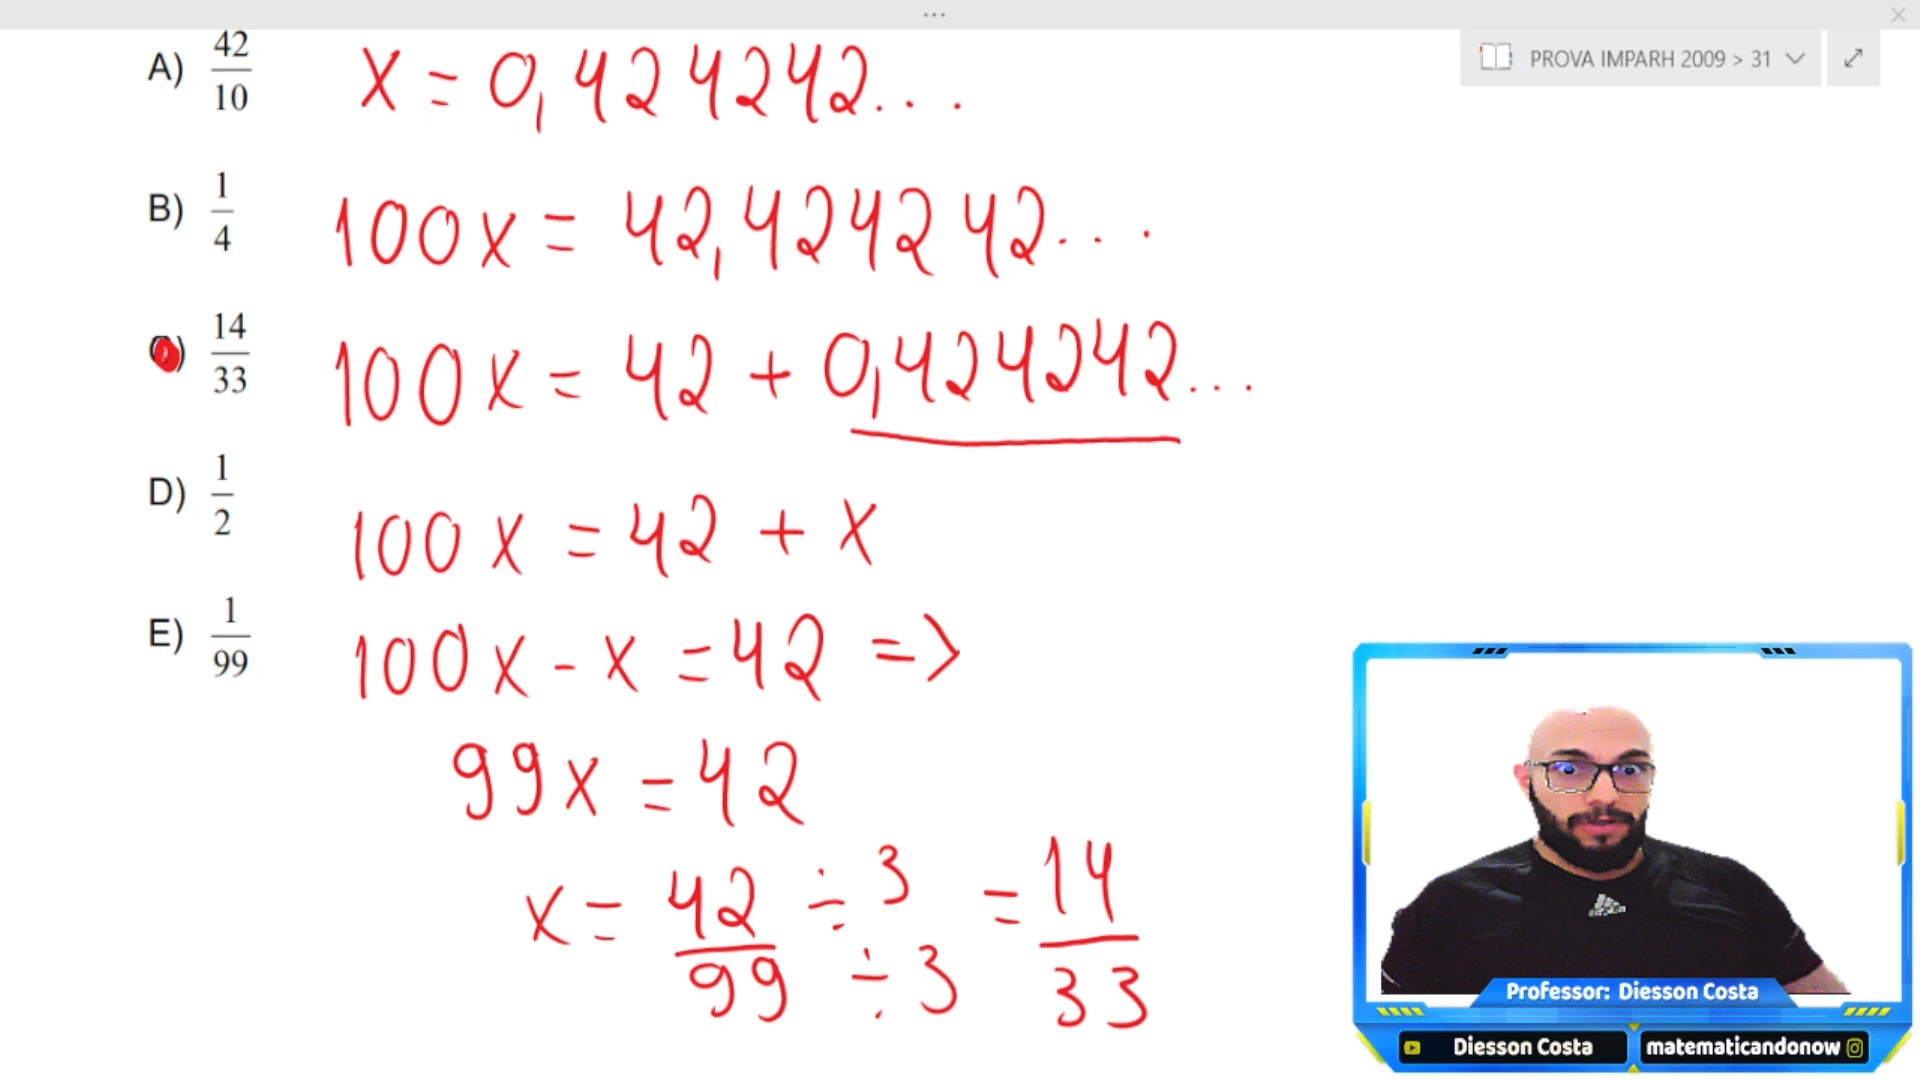 ...
PROVA IMPARH 2009 > 31
A) 42/10
x = 0,424242...
B) 1/4
100x = 42,424242...
C) 14/33
100x = 42 + 0,424242...
D) 1/2
100x = 42 + x
E) 1/99
100x - x = 42 =>
99x = 42
x = 42/99 ÷3/÷3 = 14/33
Professor: Diesson Costa
Diesson Costa
matematicandonow